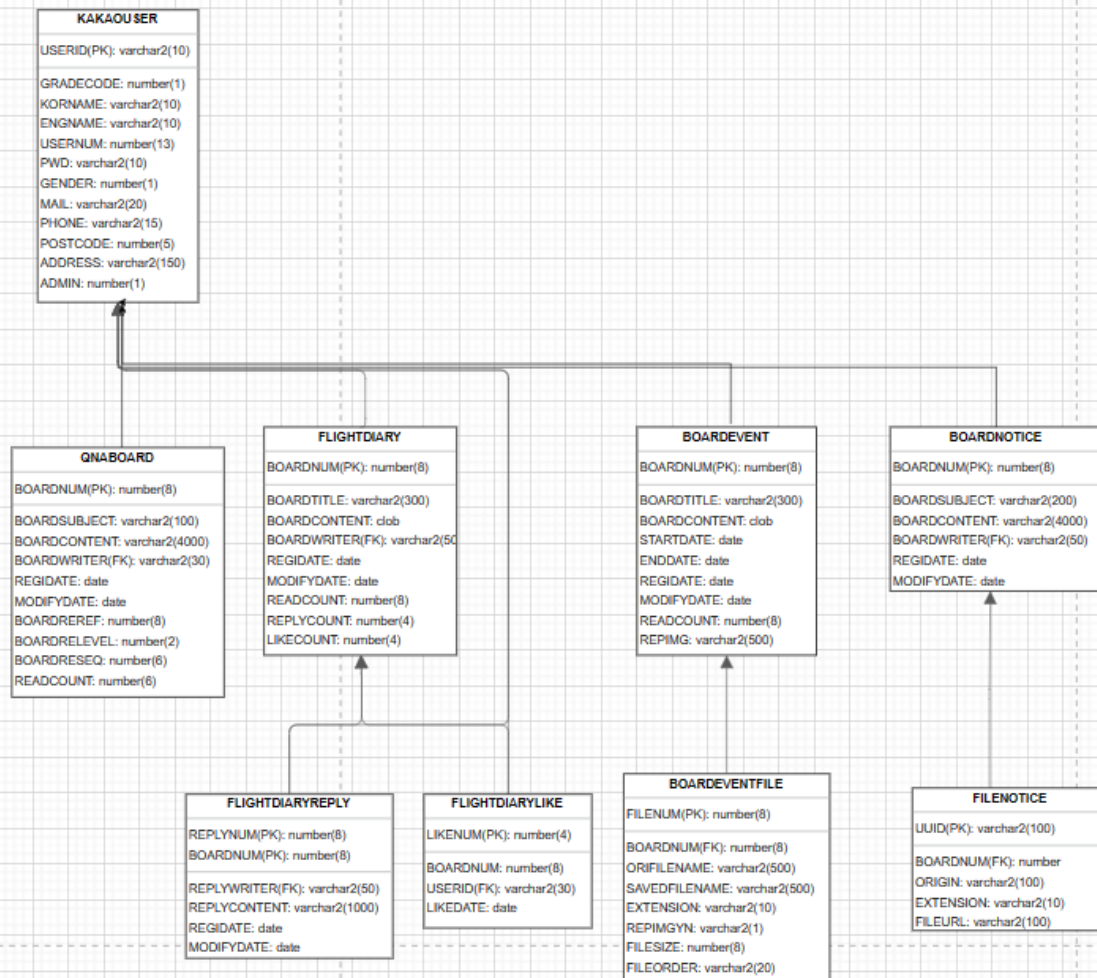 KAKAOUSER
USERID(PK): varchar2(10)
GRADECODE: number(1)
KORNAME: varchar2(10)
ENGNAME: varchar2(10)
USERNUM: number(13)
PWD: varchar2(10)
GENDER: number(1)
MAIL: varchar2(20)
PHONE: varchar2(15)
POSTCODE: number(5)
ADDRESS: varchar2(150)
ADMIN: number(1)
QNABOARD
BOARDNUM(PK): number(8)
BOARDSUBJECT: varchar2(100)
BOARDCONTENT: varchar2(4000)
BOARDWRITER(FK): varchar2(30)
REGIDATE: date
MODIFYDATE: date
BOARDREREF: number(8)
BOARDRELEVEL: number(2)
BOARDRESEQ: number(6)
READCOUNT: number(6)
FLIGHTDIARY
BOARDNUM(PK): number(8)
BOARDTITLE: varchar2(300)
BOARDCONTENT: clob
BOARDWRITER(FK): varchar2(50
REGIDATE: date
MODIFYDATE: date
READCOUNT: number(8)
REPLYCOUNT: number(4)
LIKECOUNT: number(4)
BOARDEVENT
BOARDNUM(PK): number(8)
BOARDTITLE: varchar2(300)
BOARDCONTENT: clob
STARTDATE: date
ENDDATE: date
REGIDATE: date
MODIFYDATE: date
READCOUNT: number(8)
REPIMG: varchar2(500)
BOARDNOTICE
BOARDNUM(PK): number(8)
BOARDSUBJECT: varchar2(200)
BOARDCONTENT: varchar2(4000)
BOARDWRITER(FK): varchar2(50)
REGIDATE: date
MODIFYDATE: date
FLIGHTDIARYREPLY
REPLYNUM(PK): number(8)
BOARDNUM(PK): number(8)
REPLYWRITER(FK): varchar2(50)
REPLYCONTENT: varchar2(1000)
REGIDATE: date
MODIFYDATE: date
FLIGHTDIARYLIKE
LIKENUM(PK): number(4)
BOARDNUM: number(8)
USERID(FK): varchar2(30)
LIKEDATE: date
BOARDEVENTFILE
FILENUM(PK): number(8)
BOARDNUM(FK): number(8)
ORIFILENAME: varchar2(500)
SAVEDFILENAME: varchar2(500)
EXTENSION: varchar2(10)
REPIMGYN: varchar2(1)
FILESIZE: number(8)
FILEORDER: varchar2(20)
FILENOTICE
UUID(PK): varchar2(100)
BOARDNUM(FK): number
ORIGIN: varchar2(100)
EXTENSION: varchar2(10)
FILEURL: varchar2(100)